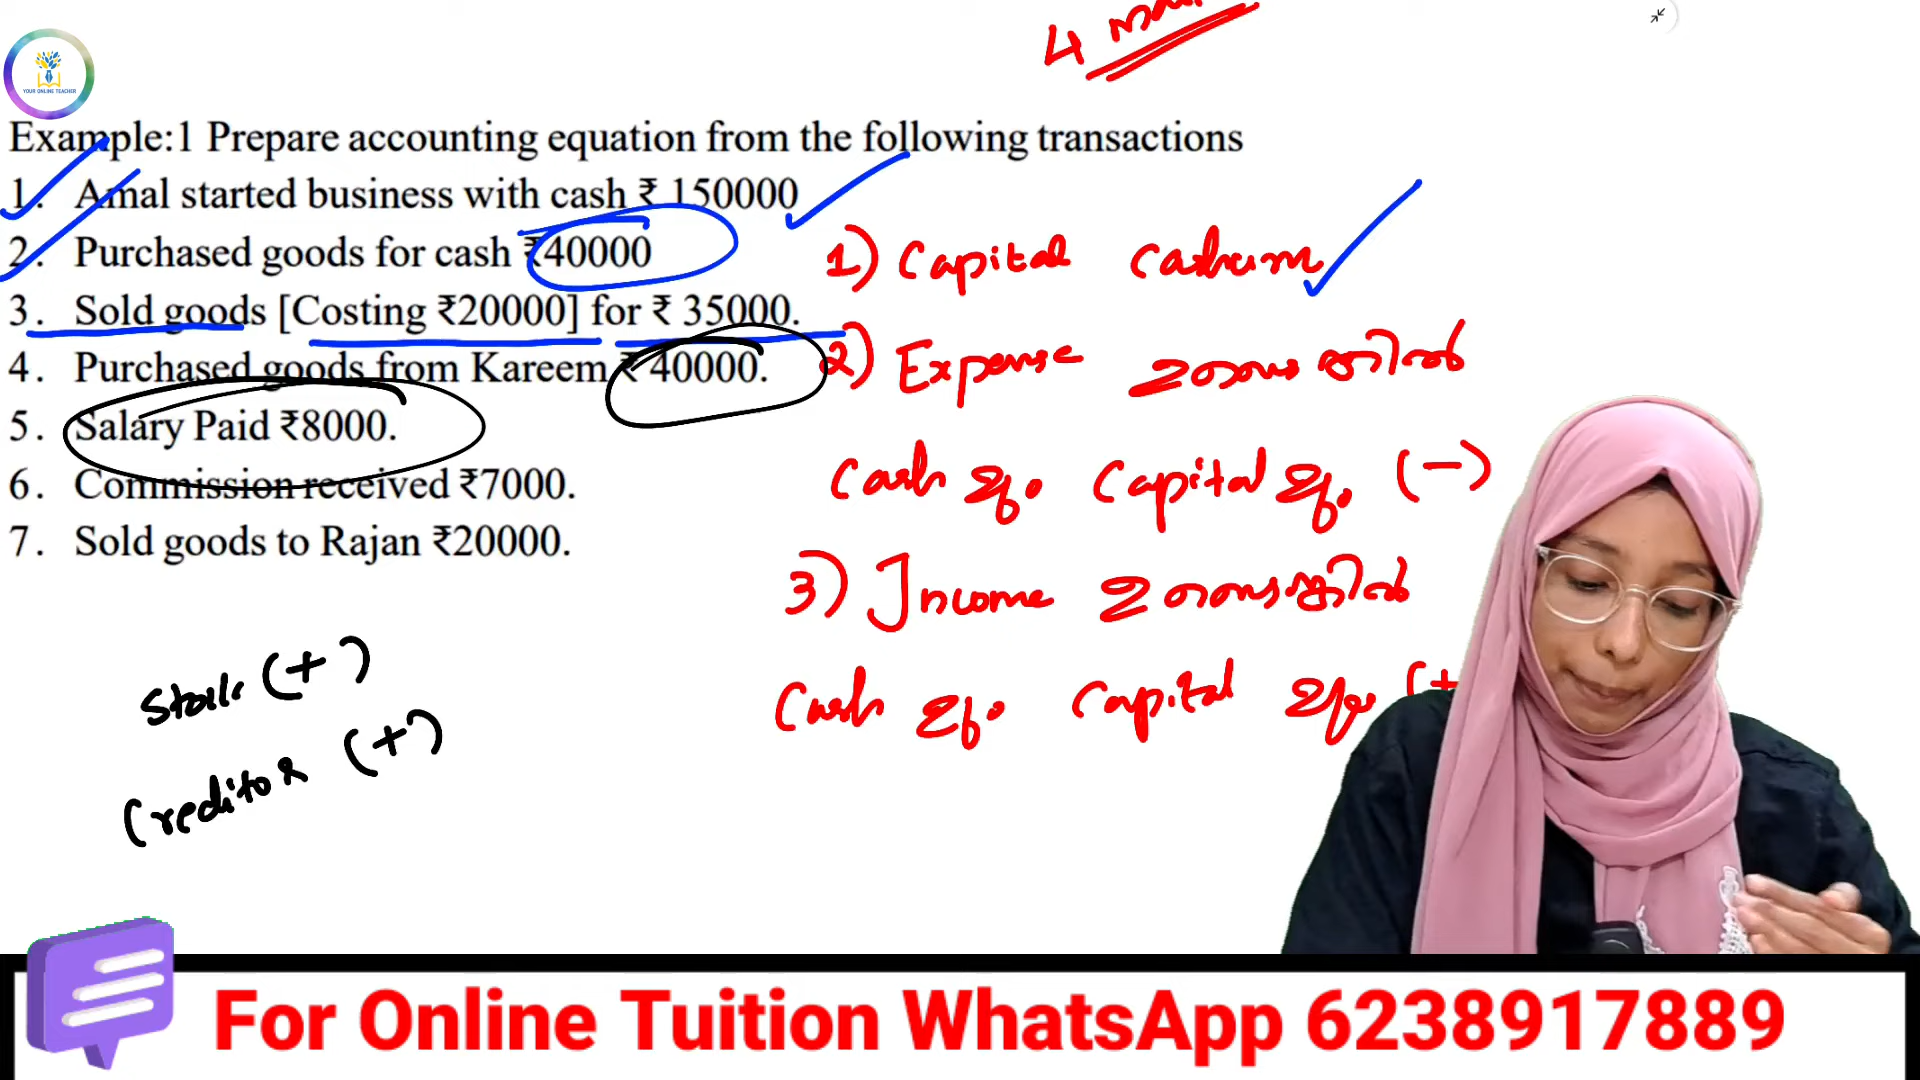 4
YOUR ONLINE TEACHER
Example:1 Prepare accounting equation from the following transactions
1. Amal started business with cash ₹ 150000
2. Purchased goods for cash ₹40000
3. Sold goods [Costing ₹20000] for ₹ 35000.
4. Purchased goods from Kareem ₹ 40000.
5. Salary Paid ₹8000.
6. Commission received ₹7000.
7. Sold goods to Rajan ₹20000.
1) Capital
2) Expense ഉണ്ടെങ്കിൽ
Cash ഉം Capital ഉം (-)
3) Income ഉണ്ടെങ്കിൽ
Cash ഉം Capital ഉം (+
Stock (+)
Creditor (+)
For Online Tuition WhatsApp 6238917889